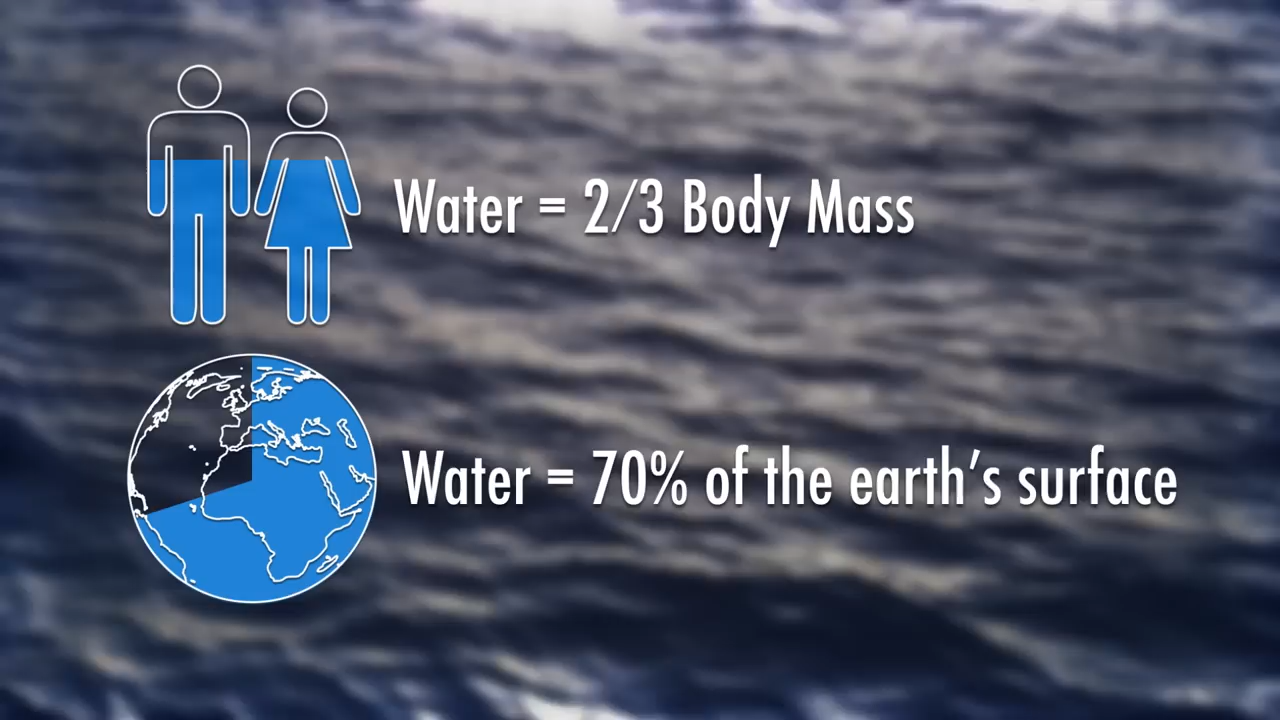 Water = 2/3 Body Mass
Water = 70% of the earth’s surface